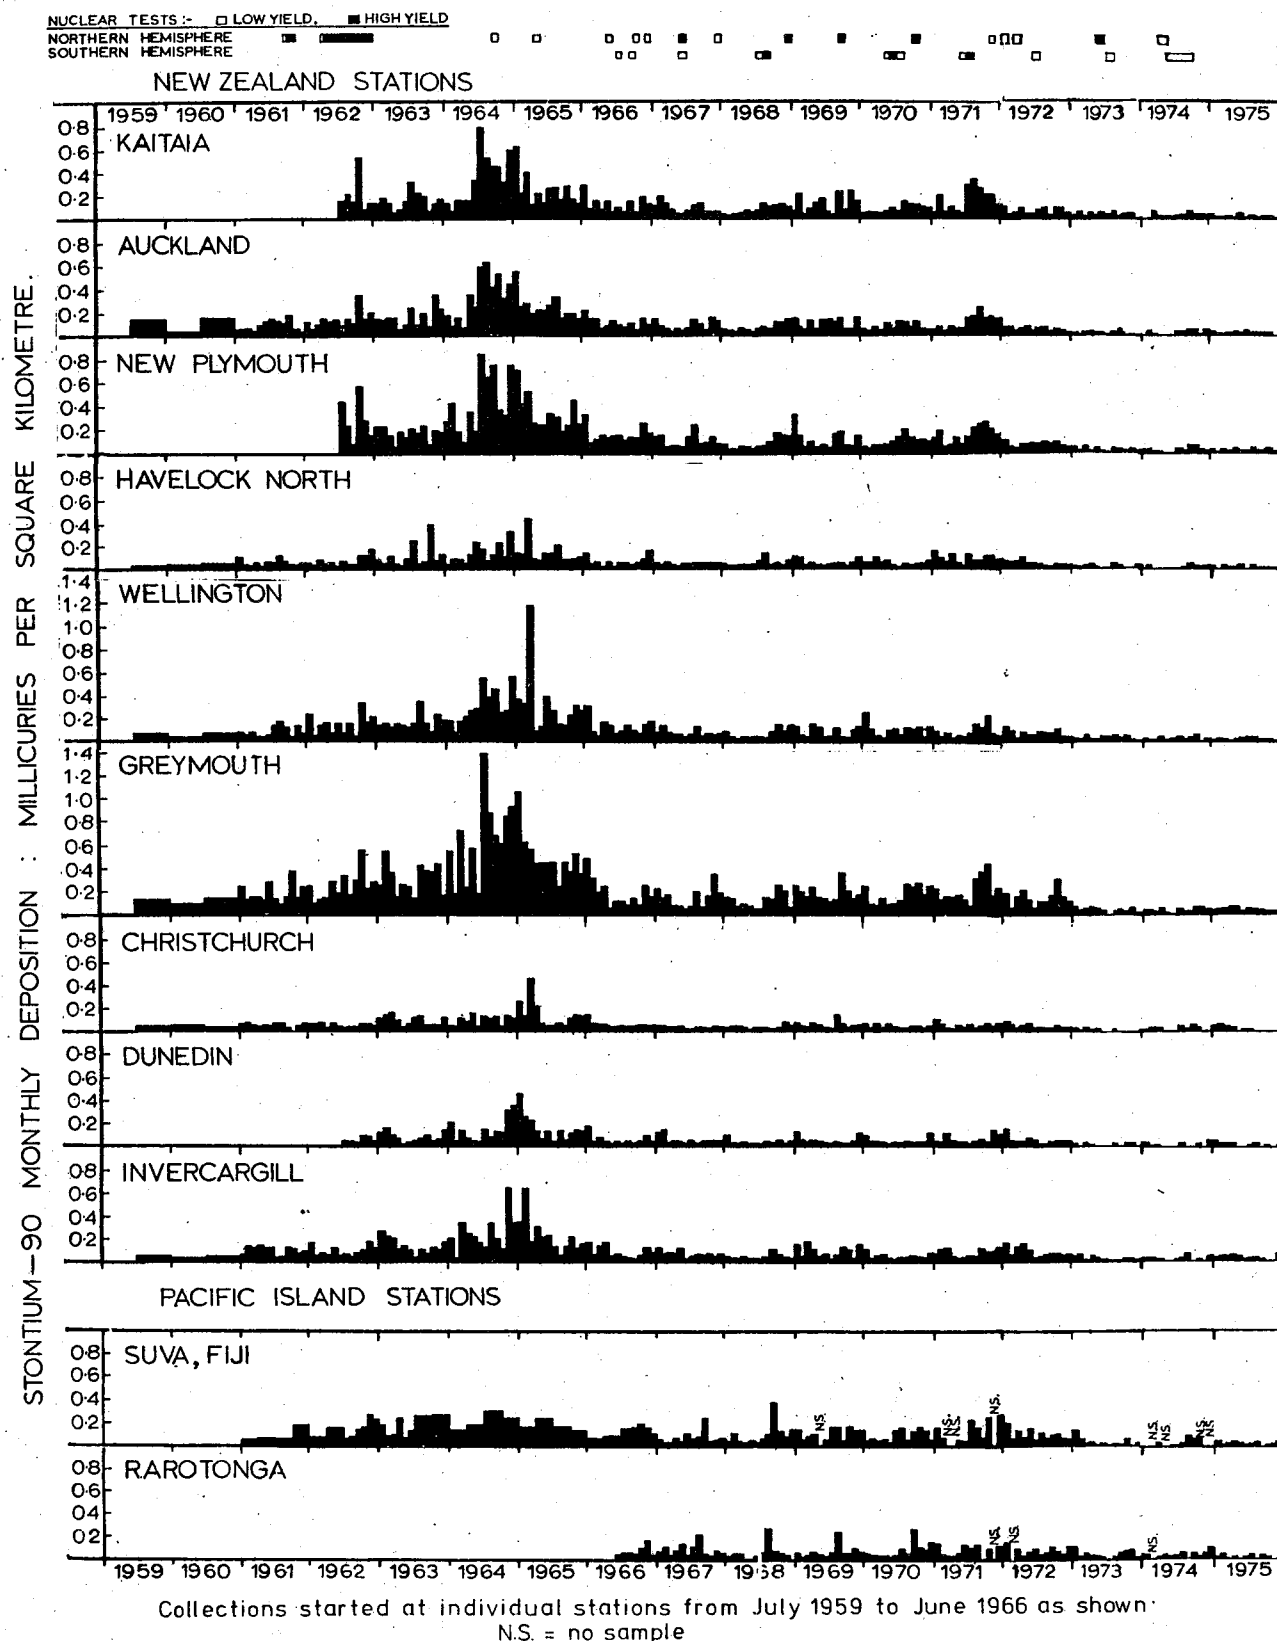 NUCLEAR TESTS :- LOW YIELD, HIGH YIELD
NORTHERN HEMISPHERE
SOUTHERN HEMISPHERE
NEW ZEALAND STATIONS
1959 1960 1961 1962 1963 1964 1965 1966 1967 1968 1969 1970 1971 1972 1973 1974 1975
KAITAIA
0.8
0.6
0.4
0.2
AUCKLAND
0.8
0.6
0.4
0.2
NEW PLYMOUTH
0.8
0.6
0.4
0.2
HAVELOCK NORTH
0.8
0.6
0.4
0.2
WELLINGTON
1.4
1.2
1.0
0.8
0.6
0.4
0.2
GREYMOUTH
1.4
1.2
1.0
0.8
0.6
0.4
0.2
CHRISTCHURCH
0.8
0.6
0.4
0.2
DUNEDIN
0.8
0.6
0.4
0.2
INVERCARGILL
0.8
0.6
0.4
0.2
STONTIUM-90 MONTHLY DEPOSITION : MILLICURIES PER SQUARE KILOMETRE.
PACIFIC ISLAND STATIONS
SUVA, FIJI
0.8
0.6
0.4
0.2
N.S. N.S. N.S. N.S. N.S. N.S. N.S. N.S.
RAROTONGA
0.8
0.6
0.4
0.2
N.S. N.S. N.S.
1959 1960 1961 1962 1963 1964 1965 1966 1967 1968 1969 1970 1971 1972 1973 1974 1975
Collections started at individual stations from July 1959 to June 1966 as shown.
N.S. = no sample